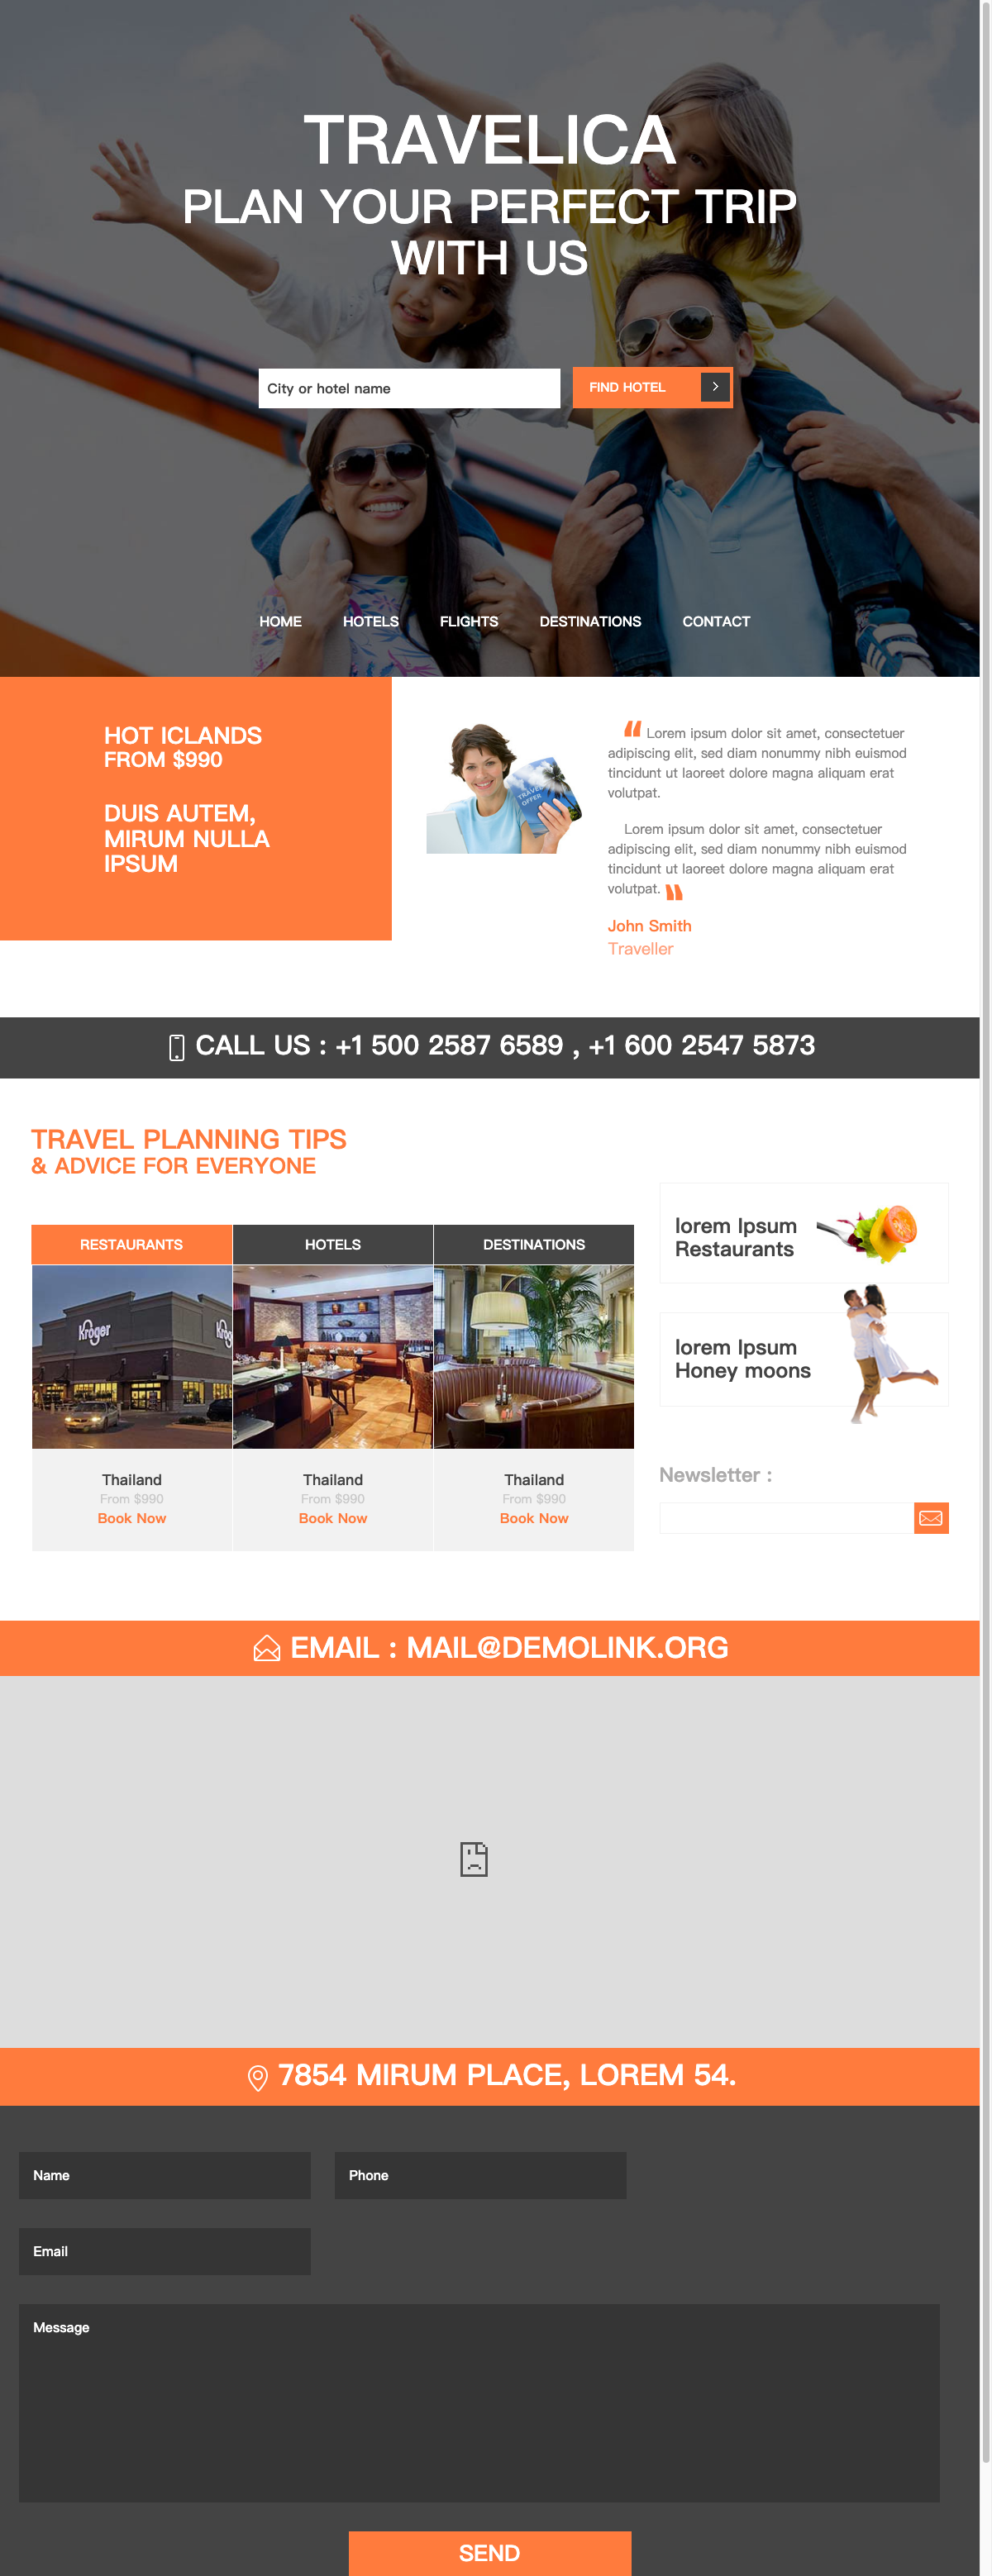 TRAVELICA
PLAN YOUR PERFECT TRIP
WITH US
City or hotel name
FIND HOTEL
HOME HOTELS FLIGHTS DESTINATIONS CONTACT
HOT ICLANDS
FROM $990
DUIS AUTEM,
MIRUM NULLA
IPSUM
TRAVEL
OFFER
“ Lorem ipsum dolor sit amet, consectetuer
adipiscing elit, sed diam nonummy nibh euismod
tincidunt ut laoreet dolore magna aliquam erat
volutpat.
Lorem ipsum dolor sit amet, consectetuer
adipiscing elit, sed diam nonummy nibh euismod
tincidunt ut laoreet dolore magna aliquam erat
volutpat. ”
John Smith
Traveller
CALL US : +1 500 2587 6589 , +1 600 2547 5873
TRAVEL PLANNING TIPS
& ADVICE FOR EVERYONE
RESTAURANTS HOTELS DESTINATIONS
Kroger
Thailand
From $990
Book Now
Thailand
From $990
Book Now
Thailand
From $990
Book Now
lorem Ipsum
Restaurants
lorem Ipsum
Honey moons
Newsletter :
EMAIL : MAIL@DEMOLINK.ORG
7854 MIRUM PLACE, LOREM 54.
Name
Phone
Email
Message
SEND